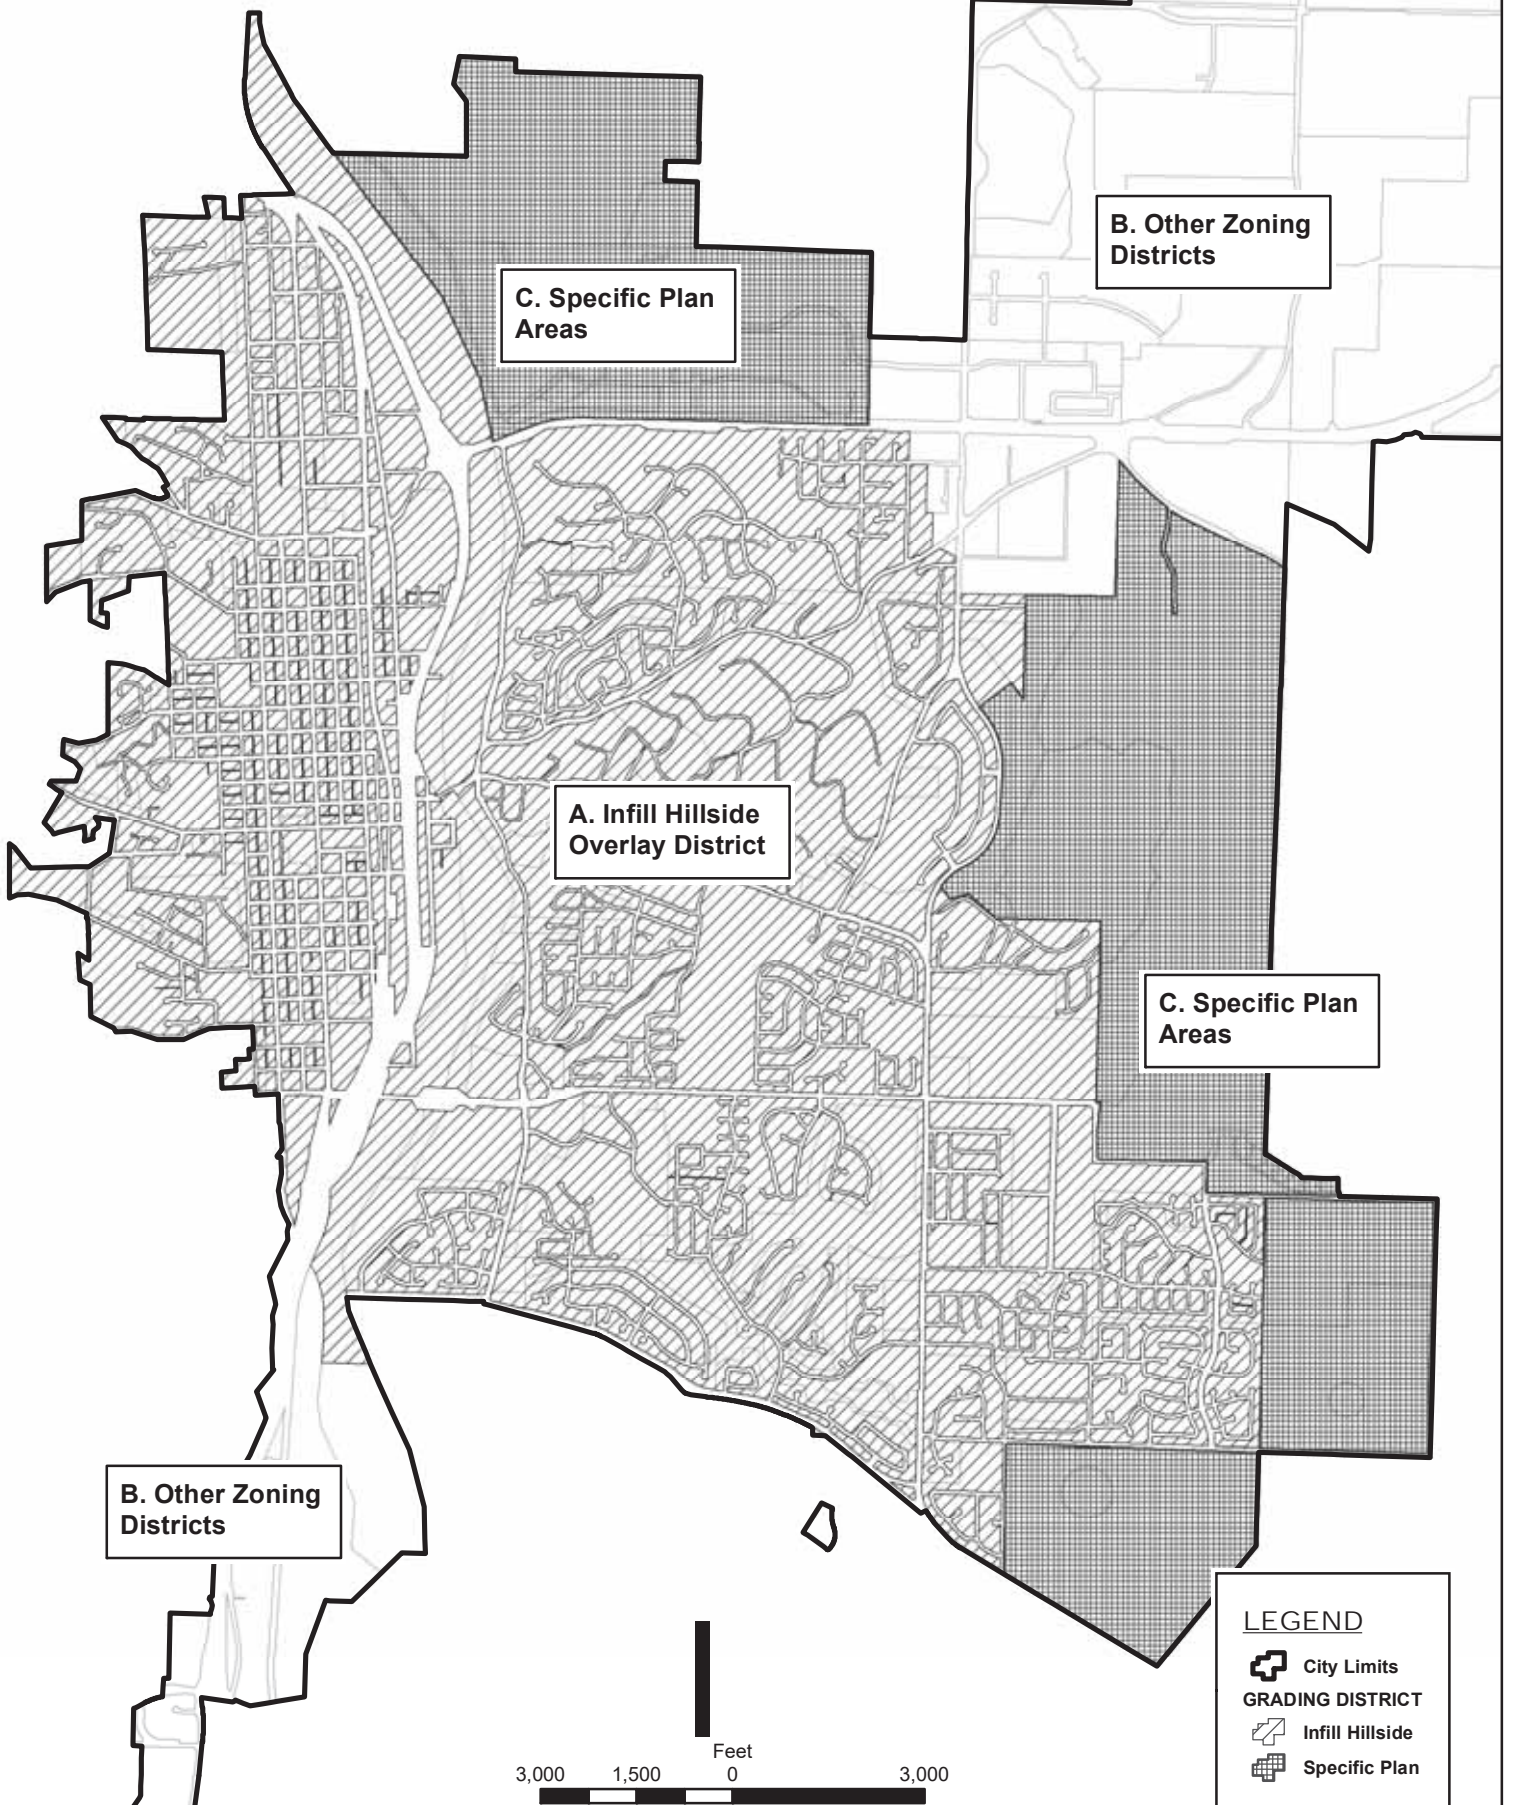 B. Other Zoning
Districts
C. Specific Plan
Areas
A. Infill Hillside
Overlay District
C. Specific Plan
Areas
B. Other Zoning
Districts
LEGEND
City Limits
GRADING DISTRICT
Infill Hillside
Specific Plan
Feet
3,000 1,500 0 3,000